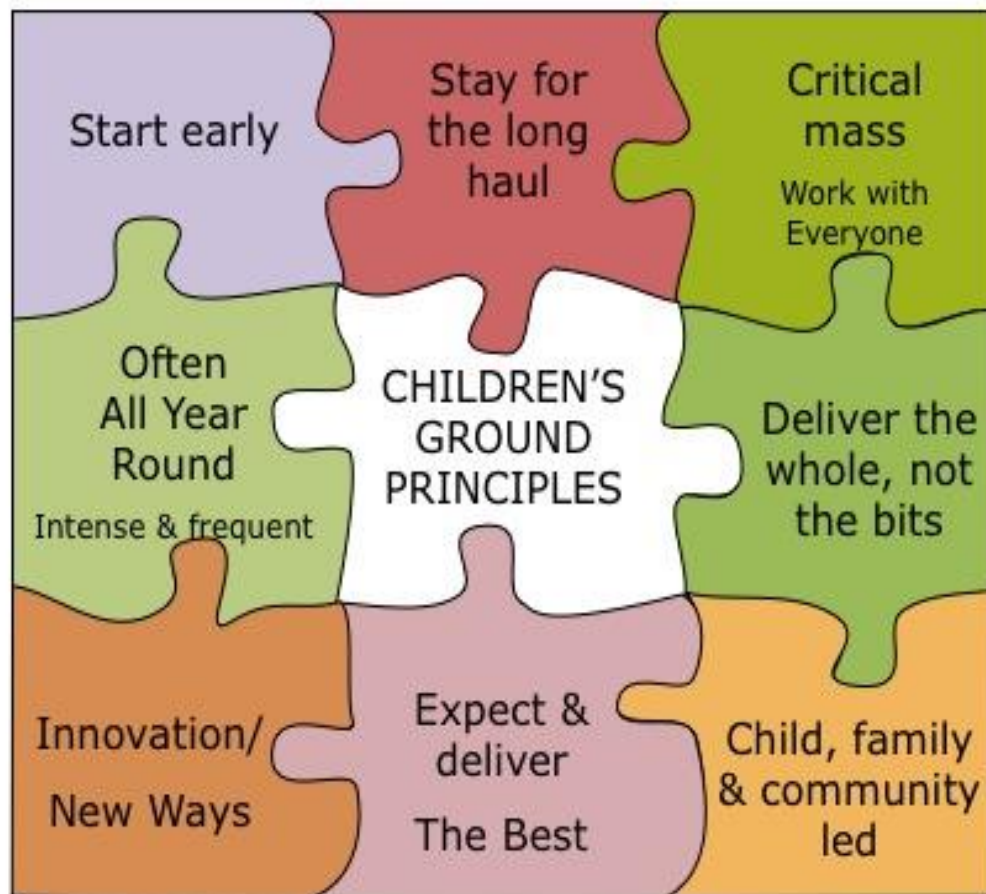 Start early
Stay for
the long
haul
Critical
mass
Work with
Everyone
Often
All Year
Round
Intense & frequent
CHILDREN'S
GROUND
PRINCIPLES
Deliver the
whole, not
the bits
Innovation/
New Ways
Expect &
deliver
The Best
Child, family
& community
led